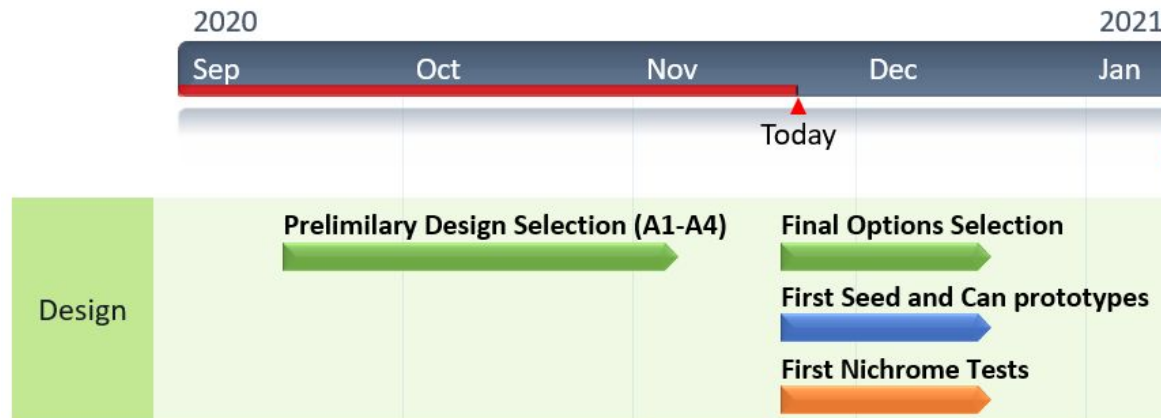 2020 2021
Sep Oct Nov Dec Jan
Today
Prelimilary Design Selection (A1-A4) Final Options Selection
First Seed and Can prototypes
Design
First Nichrome Tests